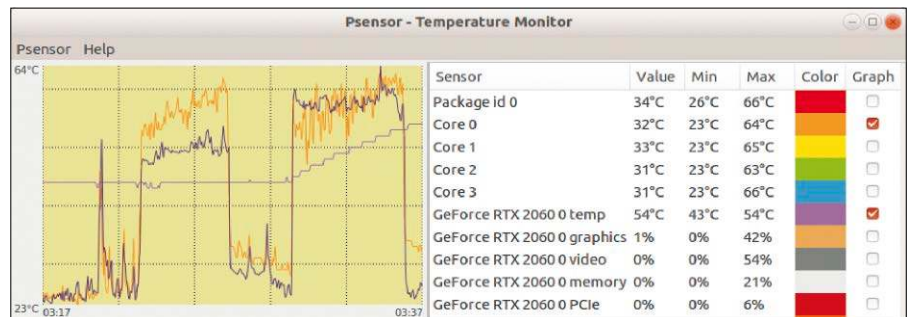 Psensor - Temperature Monitor
Psensor Help
64°C
23°C 03:17 03:37
Sensor Value Min Max Color Graph
Package id 0 34°C 26°C 66°C
Core 0 32°C 23°C 64°C
Core 1 33°C 23°C 65°C
Core 2 31°C 23°C 63°C
Core 3 31°C 23°C 66°C
GeForce RTX 2060 0 temp 54°C 43°C 54°C
GeForce RTX 2060 0 graphics 1% 0% 42%
GeForce RTX 2060 0 video 0% 0% 54%
GeForce RTX 2060 0 memory 0% 0% 21%
GeForce RTX 2060 0 PCIe 0% 0% 6%